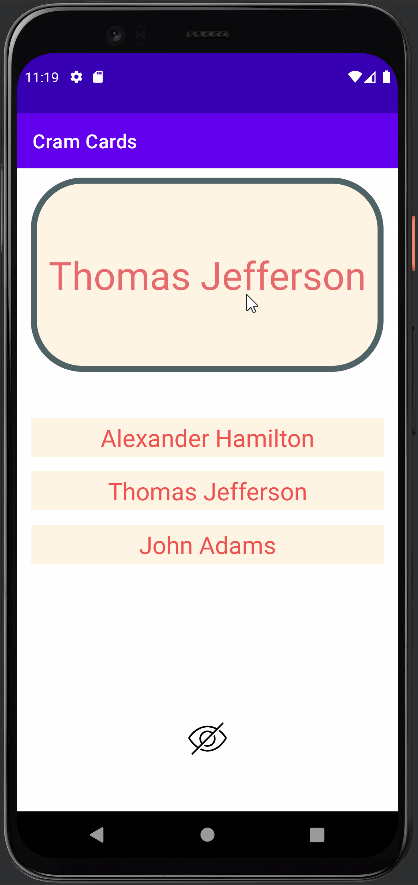 11:19
Cram Cards
Thomas Jefferson
Alexander Hamilton
Thomas Jefferson
John Adams